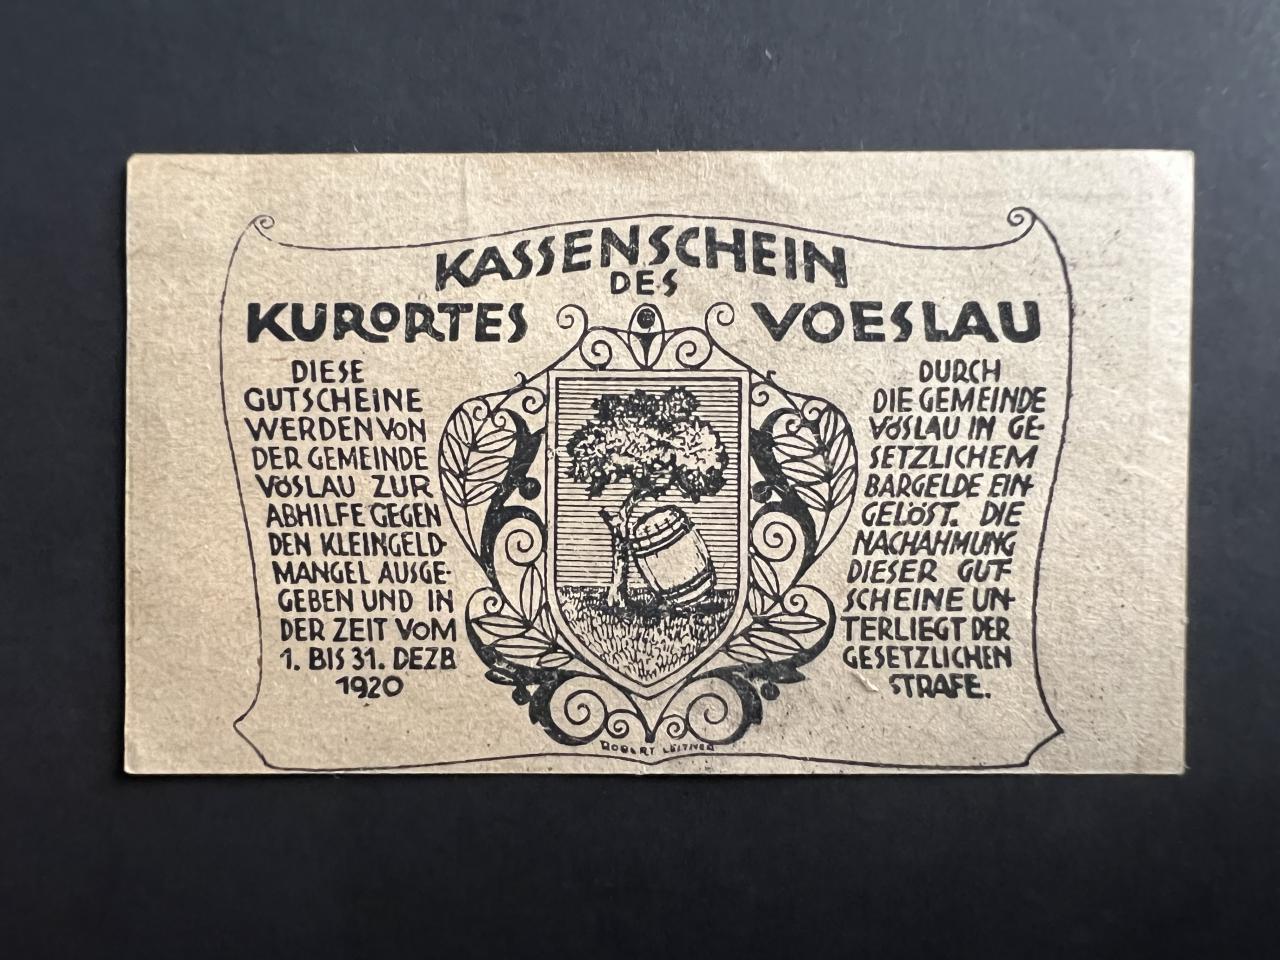 KASSENSCHEIN
DES
KURORTES VOESLAU
DIESE
GUTSCHEINE
WERDEN VON
DER GEMEINDE
VÖSLAU ZUR
ABHILFE GEGEN
DEN KLEINGELD-
MANGEL AUSGE-
GEBEN UND IN
DER ZEIT VOM
1. BIS 31. DEZB
1920
DURCH
DIE GEMEINDE
VÖSLAU IN GE-
SETZLICHEM
BARGELDE EIN-
GELÖST. DIE
NACHAHMUNG
DIESER GUT-
SCHEINE UN-
TERLIEGT DER
GESETZLICHEN
STRAFE.
ROBERT LEITNER